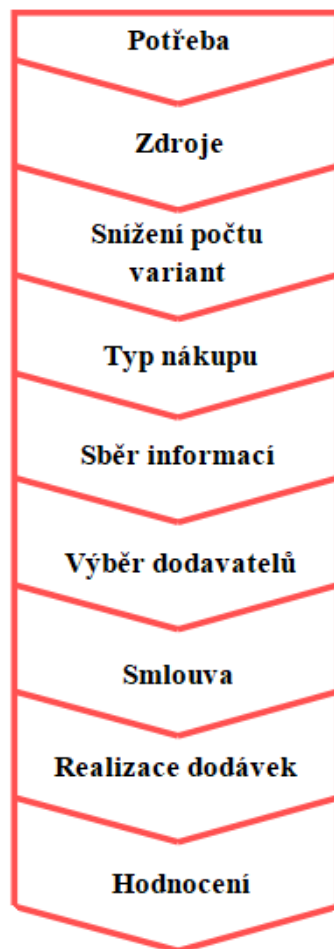 Potřeba
Zdroje
Snížení počtu
variant
Typ nákupu
Sběr informací
Výběr dodavatelů
Smlouva
Realizace dodávek
Hodnocení